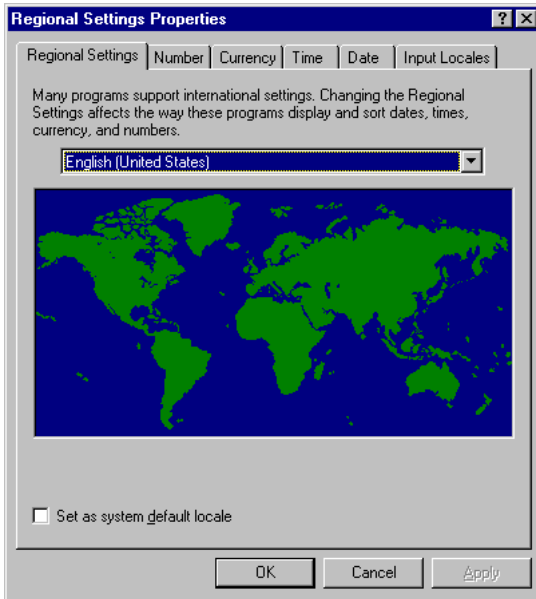 Regional Settings Properties
Regional Settings Number Currency Time Date Input Locales
Many programs support international settings. Changing the Regional
Settings affects the way these programs display and sort dates, times,
currency, and numbers.
English (United States)
Set as system default locale
OK Cancel Apply